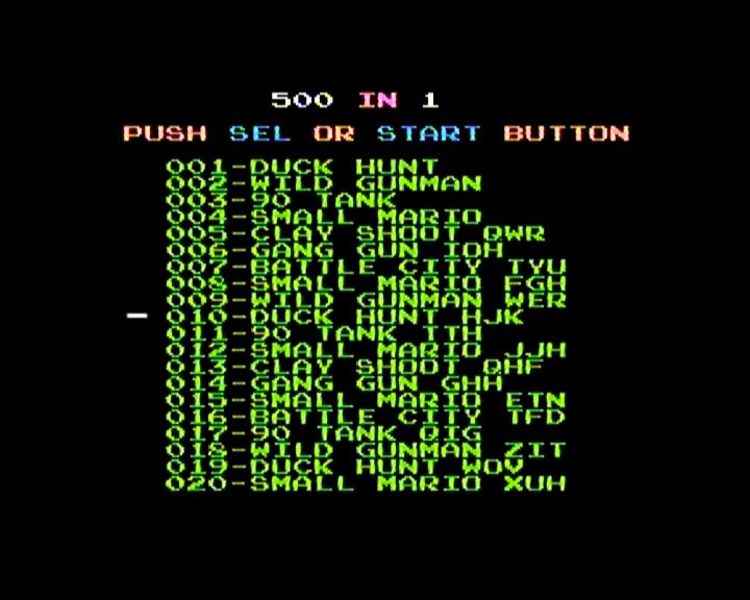 500 IN 1
PUSH SEL OR START BUTTON
001-DUCK HUNT
002-WILD GUNMAN
003-90 TANK
004-SMALL MARIO
005-CLAY SHOOT QWR
006-GANG GUN IOH
007-BATTLE CITY TYU
008-SMALL MARIO FGH
009-WILD GUNMAN WER
010-DUCK HUNT HJK
011-90 TANK TTH
012-SMALL MARIO JJH
013-CLAY SHOOT QHF
014-GANG GUN GHH
015-SMALL MARIO ETN
016-BATTLE CITY TFD
017-90 TANK QIG
018-WILD GUNMAN ZIT
019-DUCK HUNT WOV
020-SMALL MARIO XUH